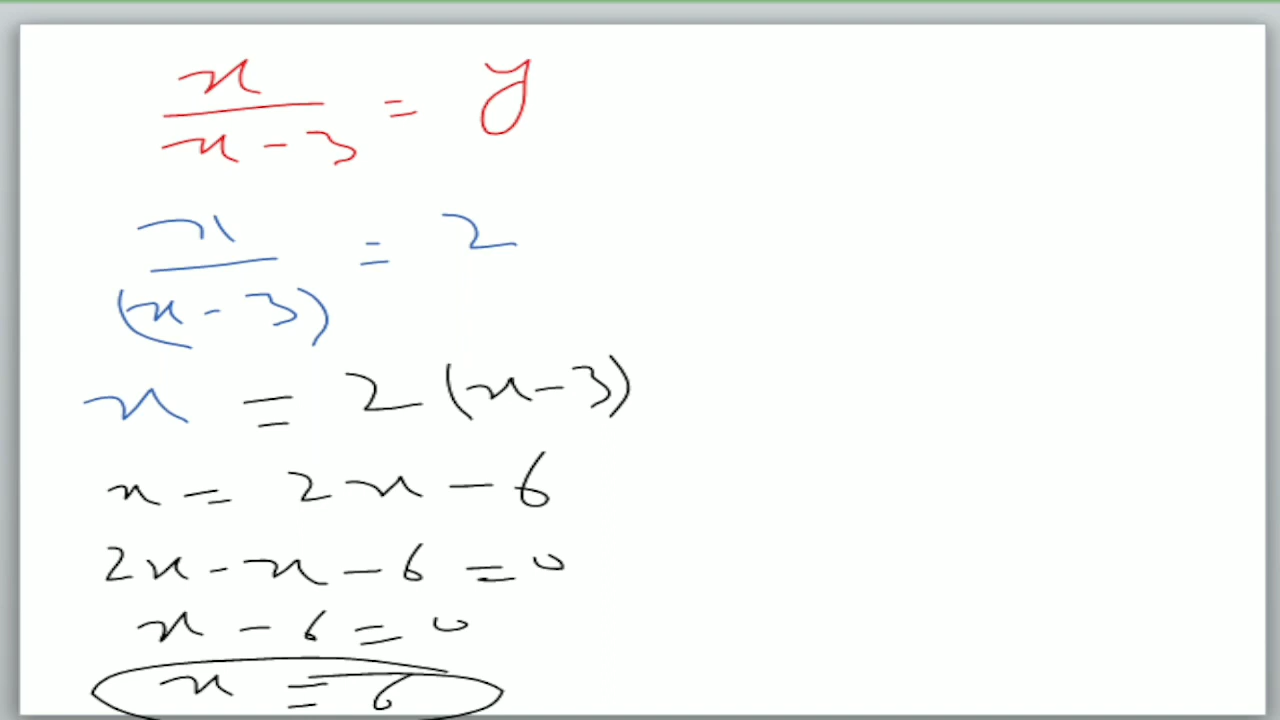 x
x - 3 = y
x
(x - 3) = 2
x = 2 (x - 3)
x = 2x - 6
2x - x - 6 = 0
x - 6 = 0
x = 6